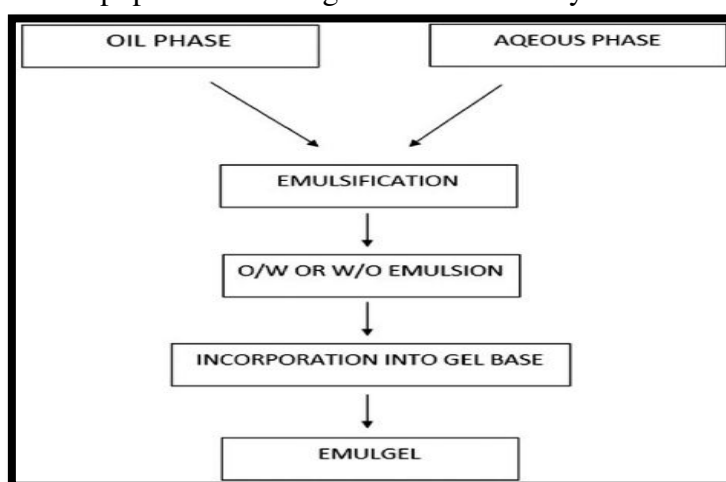 OIL PHASE
AQEOUS PHASE
EMULSIFICATION
O/W OR W/O EMULSION
INCORPORATION INTO GEL BASE
EMULGEL